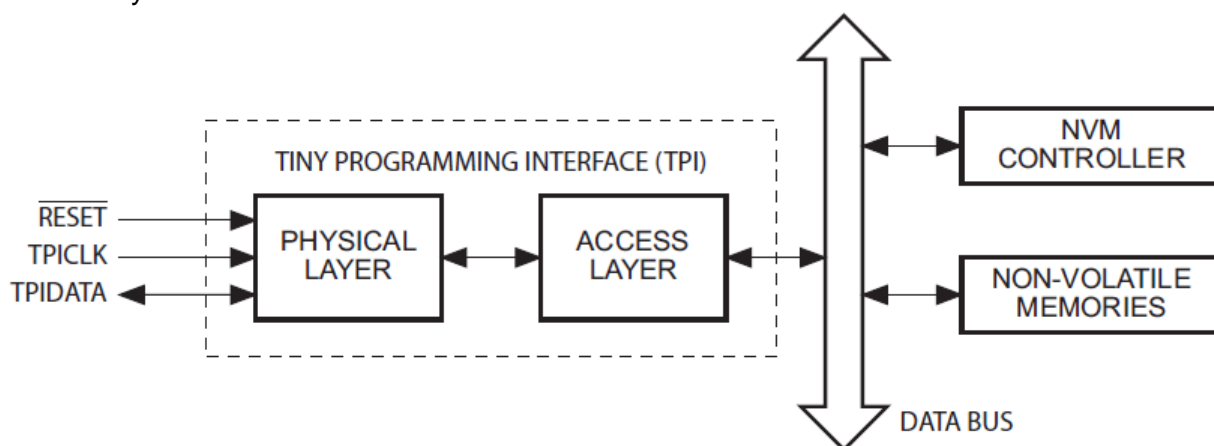 TINY PROGRAMMING INTERFACE (TPI)
RESET
TPICLK
TPIDATA
PHYSICAL
LAYER
ACCESS
LAYER
NVM
CONTROLLER
NON-VOLATILE
MEMORIES
DATA BUS